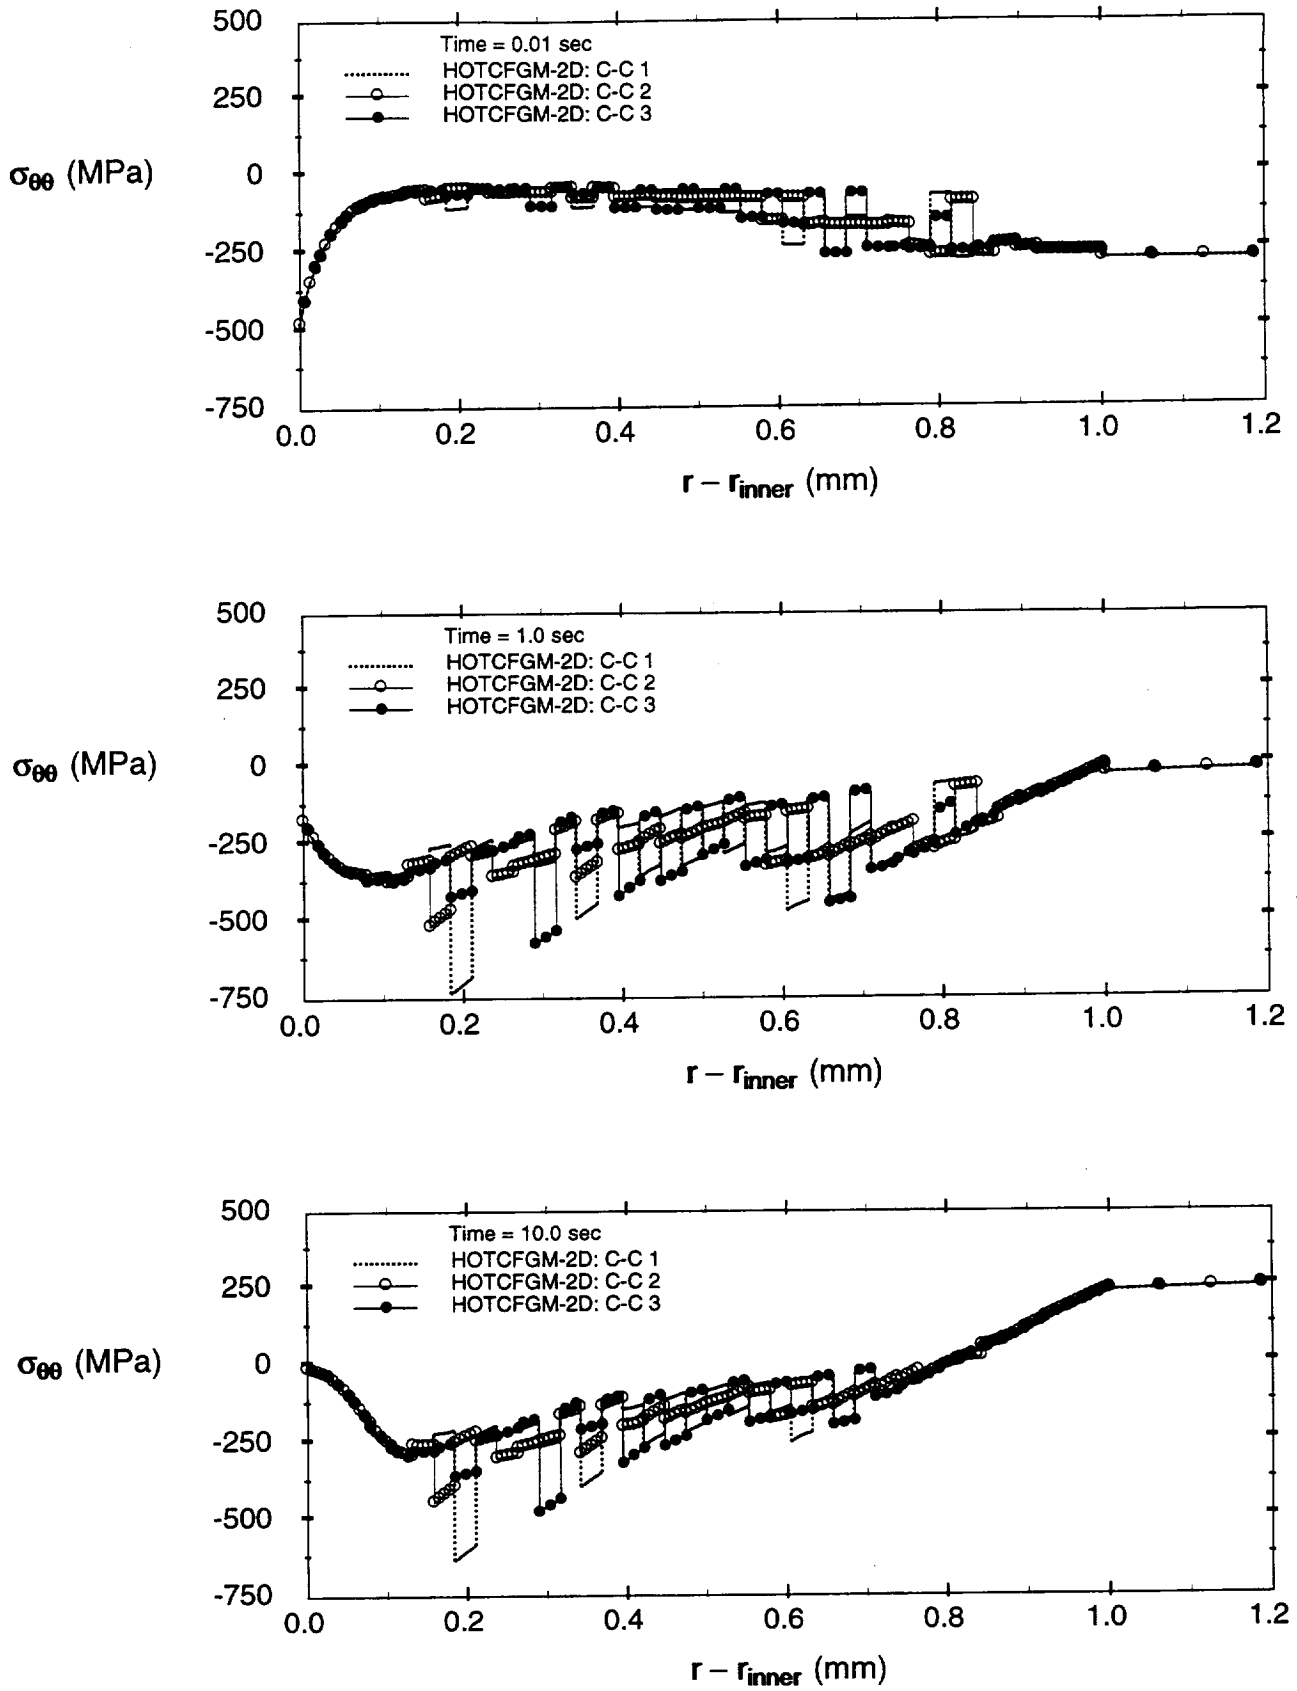 500
Time = 0.01 sec
HOTCFGM-2D: C-C 1
HOTCFGM-2D: C-C 2
HOTCFGM-2D: C-C 3
250
0
σθθ (MPa)
-250
-500
-750
0.0 0.2 0.4 0.6 0.8 1.0 1.2
r – rinner (mm)
500
Time = 1.0 sec
HOTCFGM-2D: C-C 1
HOTCFGM-2D: C-C 2
HOTCFGM-2D: C-C 3
250
0
σθθ (MPa)
-250
-500
-750
0.0 0.2 0.4 0.6 0.8 1.0 1.2
r – rinner (mm)
500
Time = 10.0 sec
HOTCFGM-2D: C-C 1
HOTCFGM-2D: C-C 2
HOTCFGM-2D: C-C 3
250
0
σθθ (MPa)
-250
-500
-750
0.0 0.2 0.4 0.6 0.8 1.0 1.2
r – rinner (mm)